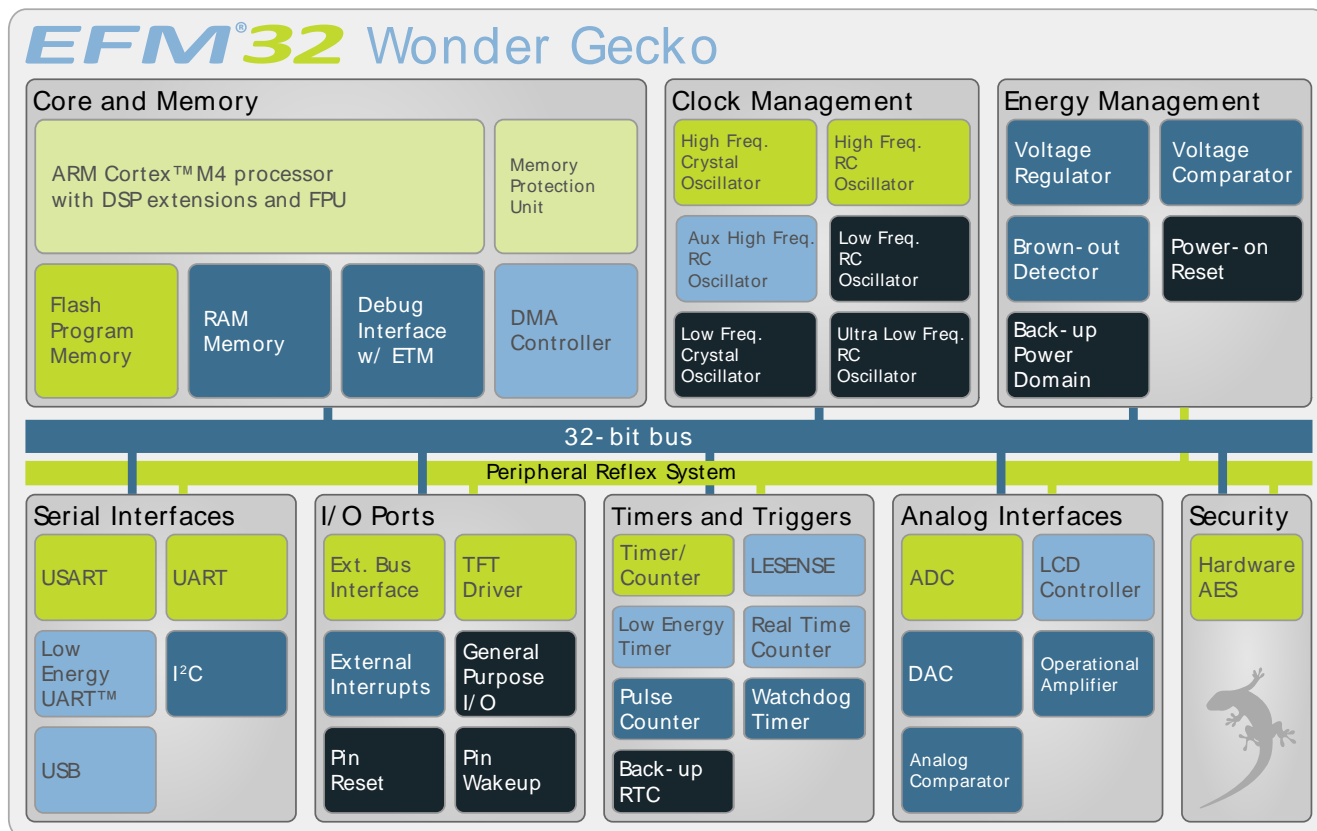 EFM®32 Wonder Gecko
Core and Memory
ARM Cortex™ M4 processor
with DSP extensions and FPU
Memory
Protection
Unit
Flash
Program
Memory
RAM
Memory
Debug
Interface
w/ ETM
DMA
Controller
Clock Management
High Freq.
Crystal
Oscillator
High Freq.
RC
Oscillator
Aux High Freq.
RC
Oscillator
Low Freq.
RC
Oscillator
Low Freq.
Crystal
Oscillator
Ultra Low Freq.
RC
Oscillator
Energy Management
Voltage
Regulator
Voltage
Comparator
Brown-out
Detector
Power-on
Reset
Back-up
Power
Domain
32-bit bus
Peripheral Reflex System
Serial Interfaces
USART
UART
Low
Energy
UART™
I²C
USB
I/O Ports
Ext. Bus
Interface
TFT
Driver
External
Interrupts
General
Purpose
I/O
Pin
Reset
Pin
Wakeup
Timers and Triggers
Timer/
Counter
LESENSE
Low Energy
Timer
Real Time
Counter
Pulse
Counter
Watchdog
Timer
Back-up
RTC
Analog Interfaces
ADC
LCD
Controller
DAC
Operational
Amplifier
Analog
Comparator
Security
Hardware
AES